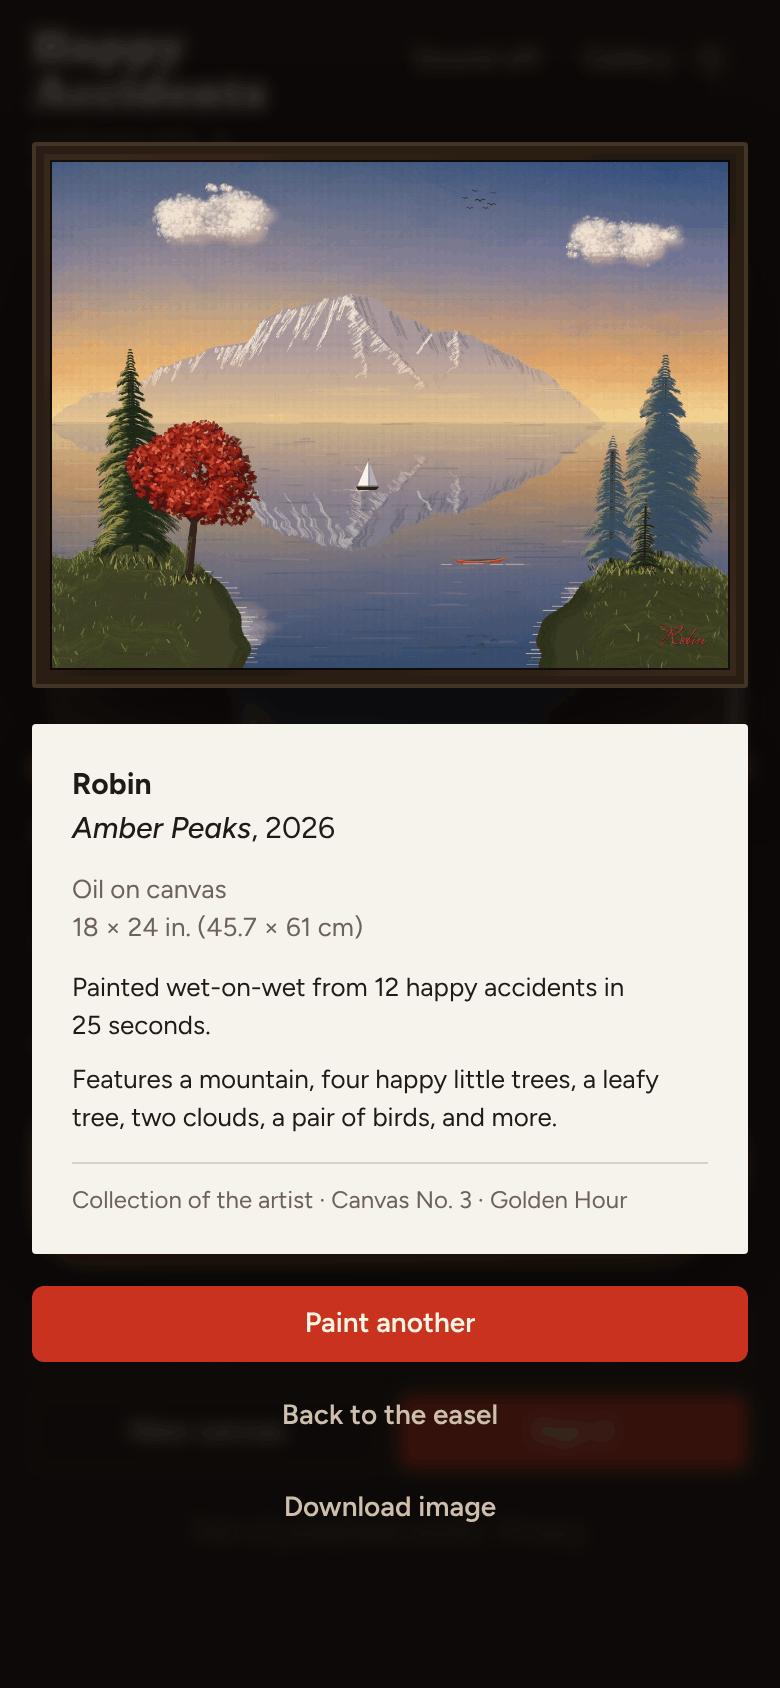 Happy
Accidents
Robin
Robin
Amber Peaks, 2026
Oil on canvas
18 × 24 in. (45.7 × 61 cm)
Painted wet-on-wet from 12 happy accidents in
25 seconds.
Features a mountain, four happy little trees, a leafy
tree, two clouds, a pair of birds, and more.
Collection of the artist · Canvas No. 3 · Golden Hour
Paint another
Back to the easel
Download image